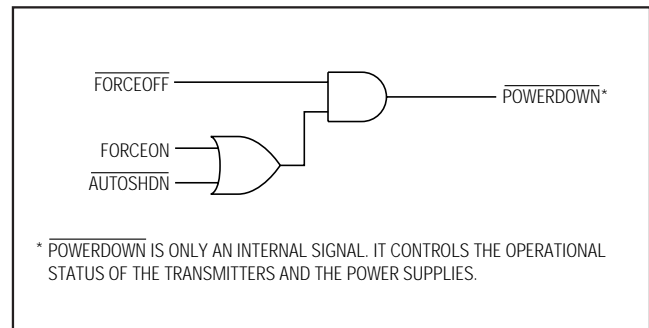 FORCEOFF
POWERDOWN*
FORCEON
AUTOSHDN
* POWERDOWN IS ONLY AN INTERNAL SIGNAL. IT CONTROLS THE OPERATIONAL
STATUS OF THE TRANSMITTERS AND THE POWER SUPPLIES.